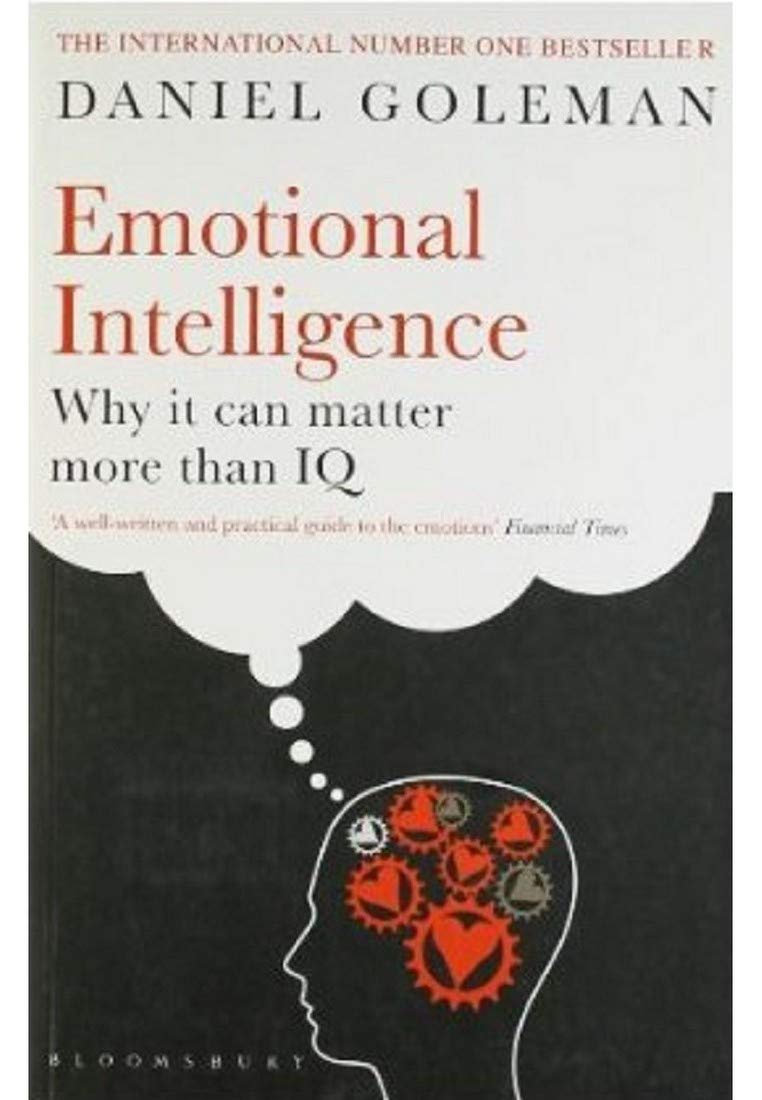 THE INTERNATIONAL NUMBER ONE BESTSELLER
DANIEL GOLEMAN
Emotional
Intelligence
Why it can matter
more than IQ
'A well-written and practical guide to the emotions' Financial Times
BLOOMSBURY